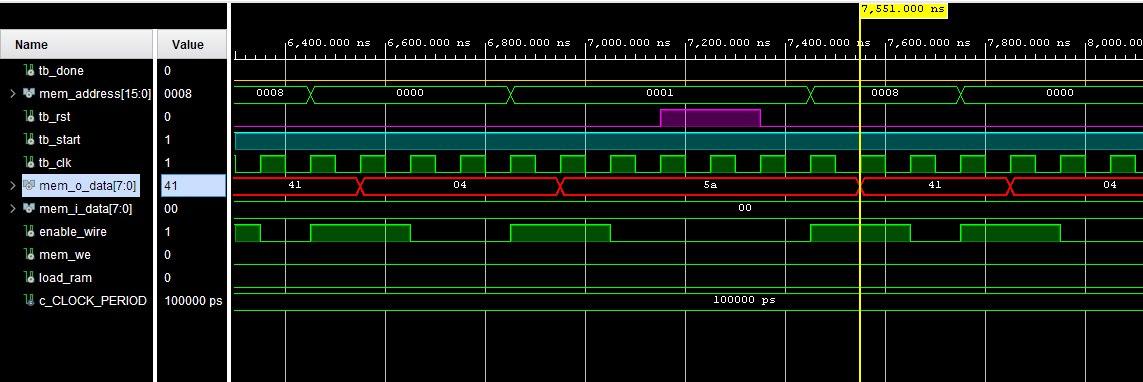 7,551.000 ns
Name Value
6,400.000 ns 6,600.000 ns 6,800.000 ns 7,000.000 ns 7,200.000 ns 7,400.000 ns 7,600.000 ns 7,800.000 ns 8,000.00
tb_done 0
mem_address[15:0] 0008 0008 0000 0001 0008 0000
tb_rst 0
tb_start 1
tb_clk 1
mem_o_data[7:0] 41 41 04 5a 41 04
mem_i_data[7:0] 00 00
enable_wire 1
mem_we 0
load_ram 0
c_CLOCK_PERIOD 100000 ps 100000 ps